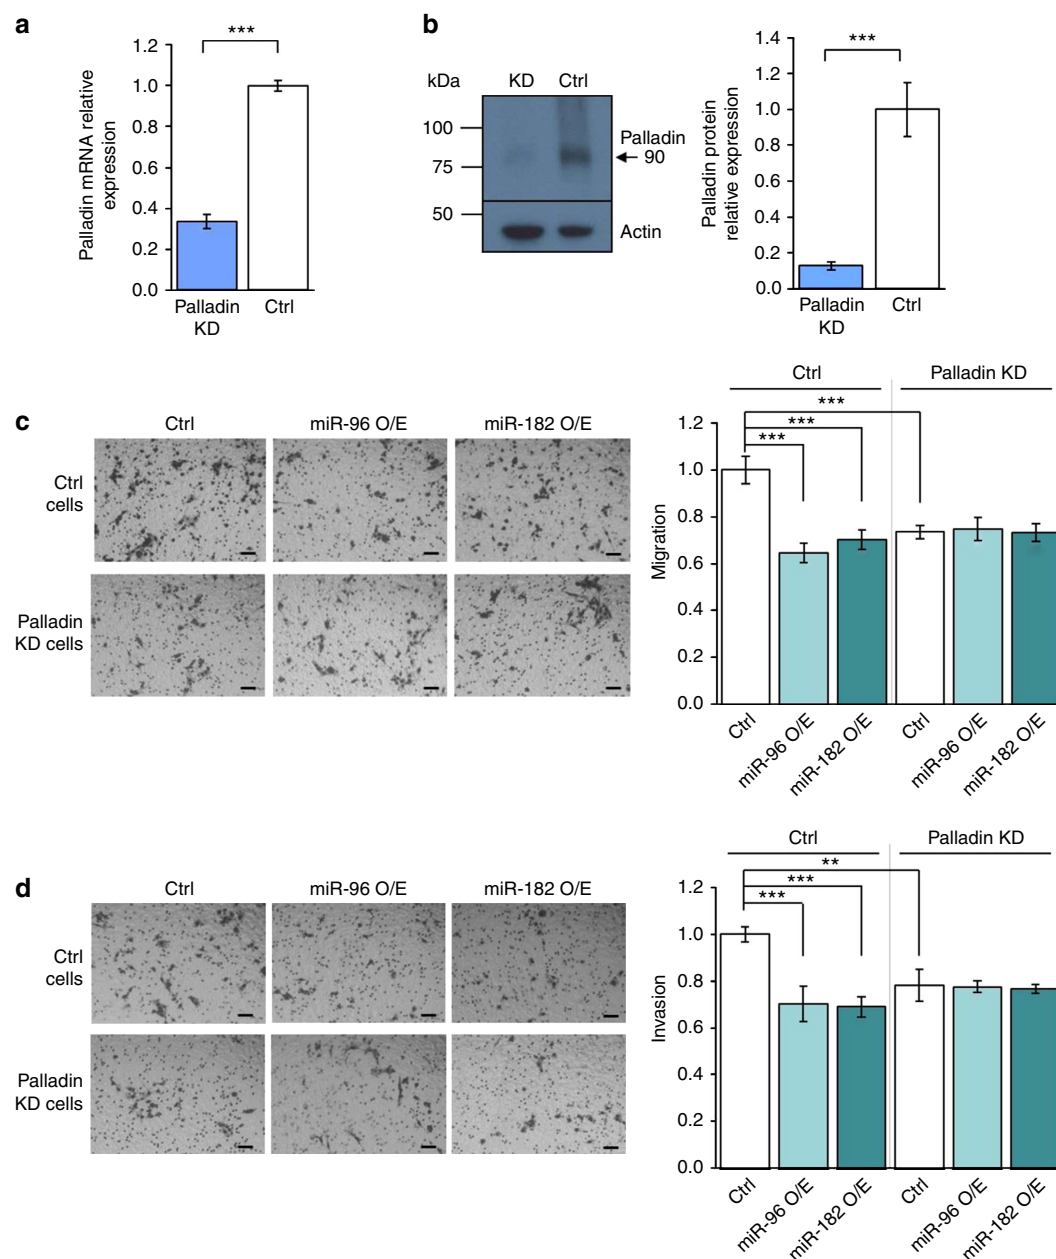 a
Palladin mRNA relative
expression
1.2
1.0
0.8
0.6
0.4
0.2
0.0
***
Palladin
KD
Ctrl
b
kDa
KD
Ctrl
100
75
50
Palladin
90
Actin
Palladin protein
relative expression
1.4
1.2
1.0
0.8
0.6
0.4
0.2
0.0
***
Palladin
KD
Ctrl
c
Ctrl
miR-96 O/E
miR-182 O/E
Ctrl
cells
Palladin
KD cells
Ctrl
Palladin KD
Migration
1.2
1.0
0.8
0.6
0.4
0.2
0.0
***
***
***
Ctrl
miR-96 O/E
miR-182 O/E
Ctrl
miR-96 O/E
miR-182 O/E
d
Ctrl
miR-96 O/E
miR-182 O/E
Ctrl
cells
Palladin
KD cells
Ctrl
Palladin KD
Invasion
1.2
1.0
0.8
0.6
0.4
0.2
0.0
**
***
***
Ctrl
miR-96 O/E
miR-182 O/E
Ctrl
miR-96 O/E
miR-182 O/E